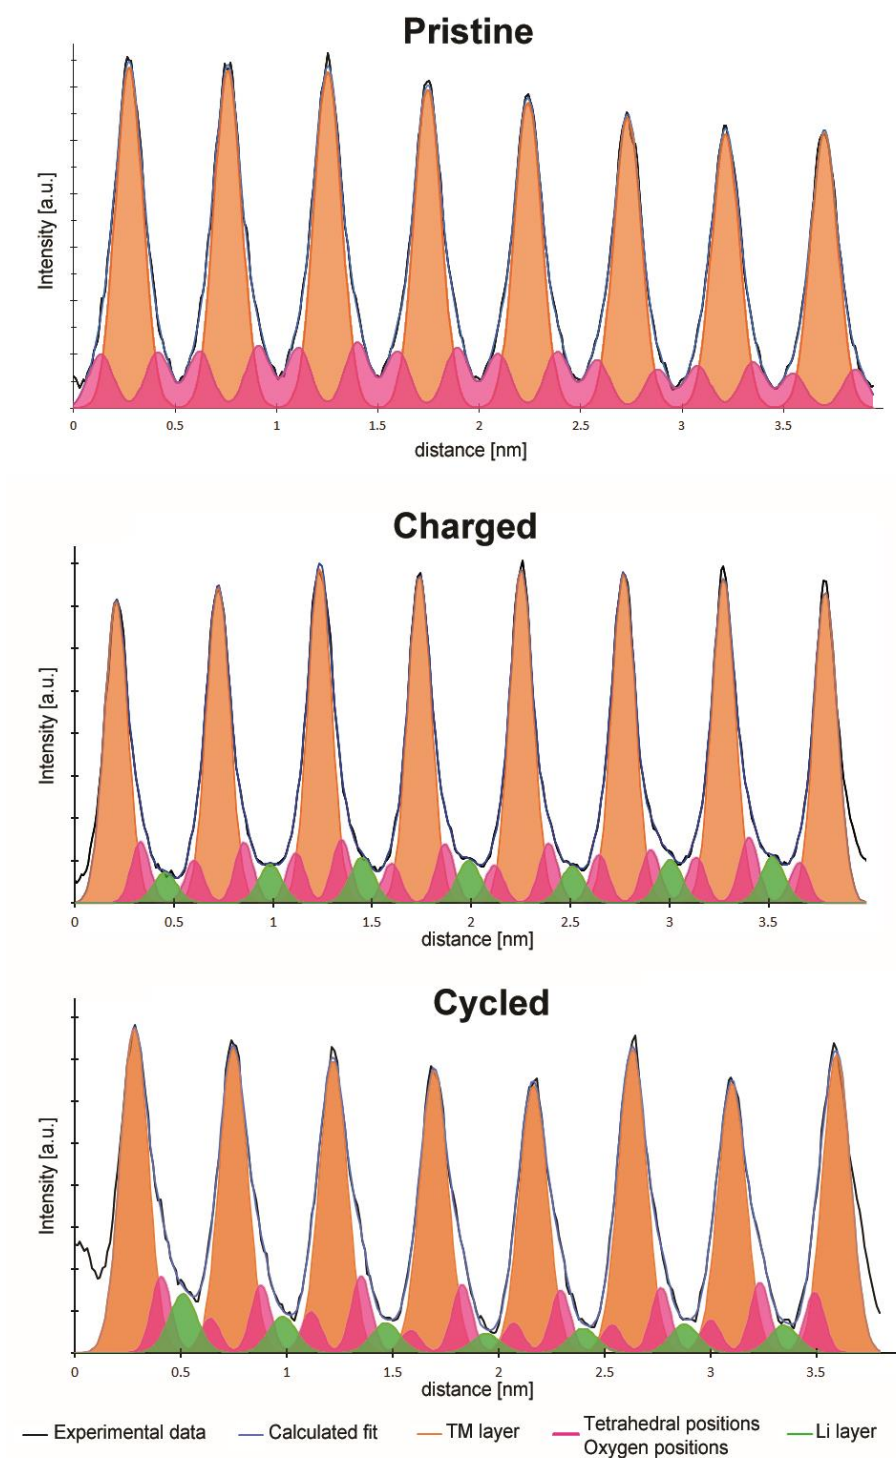 Pristine
Intensity [a.u.]
0 0.5 1 1.5 2 2.5 3 3.5
distance [nm]
Charged
Intensity [a.u.]
0 0.5 1 1.5 2 2.5 3 3.5
distance [nm]
Cycled
Intensity [a.u.]
0 0.5 1 1.5 2 2.5 3 3.5
distance [nm]
Experimental data Calculated fit TM layer Tetrahedral positions Li layer
Oxygen positions